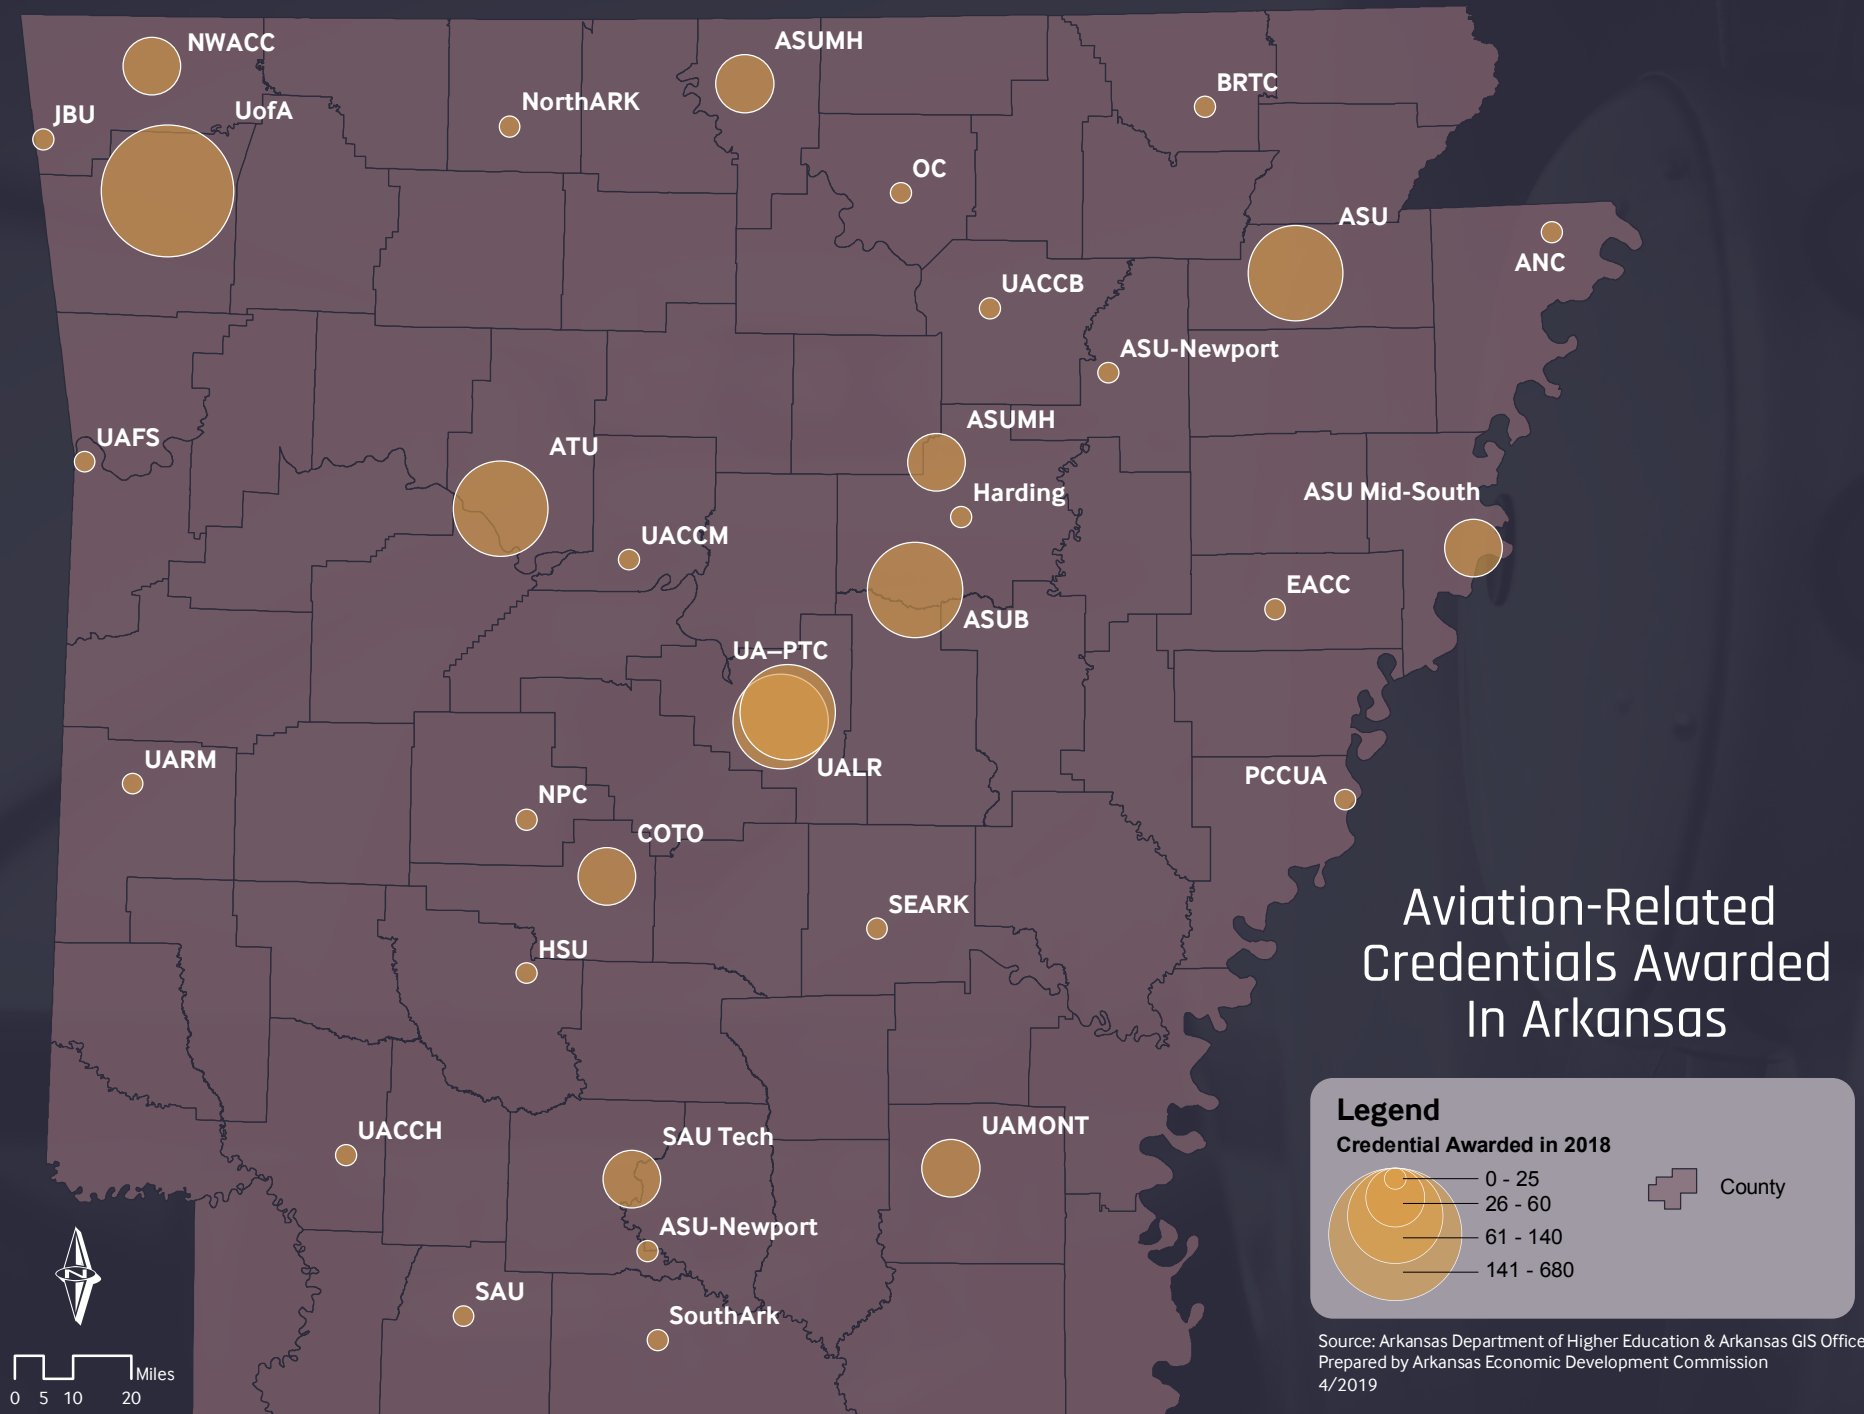 NWACC
ASUMH
JBU
UofA
NorthARK
BRTC
OC
ASU
ANC
UACCB
ASU-Newport
UAFS
ATU
ASUMH
Harding
ASU Mid-South
UACCM
EACC
ASUB
UA–PTC
UALR
UARM
NPC
COTO
PCCUA
SEARK
HSU
UACCH
SAU Tech
UAMONT
ASU-Newport
SAU
SouthArk
Aviation-Related
Credentials Awarded
In Arkansas
Legend
Credential Awarded in 2018
0 - 25
26 - 60
61 - 140
141 - 680
County
N
Miles
0 5 10 20
Source: Arkansas Department of Higher Education & Arkansas GIS Office
Prepared by Arkansas Economic Development Commission
4/2019